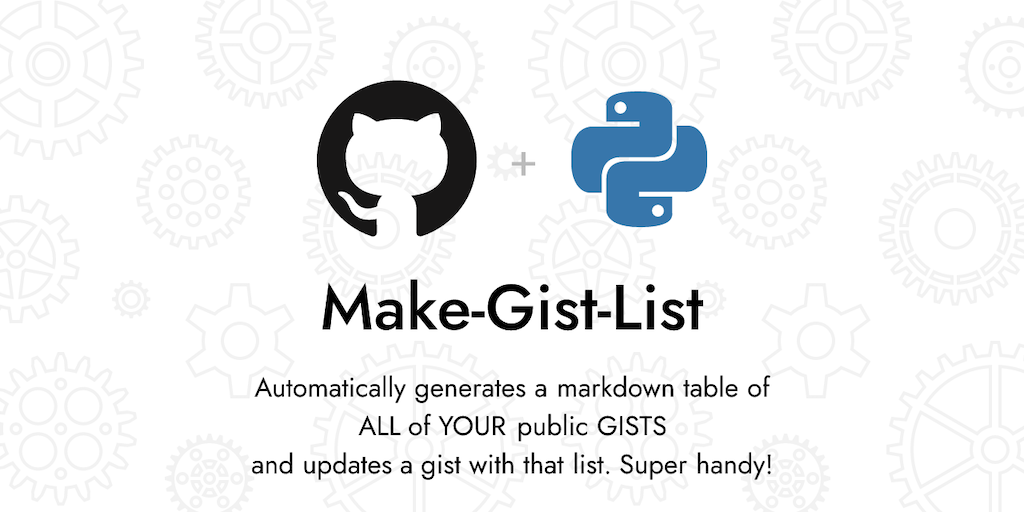 +
Make-Gist-List
Automatically generates a markdown table of
ALL of YOUR public GISTS
and updates a gist with that list. Super handy!